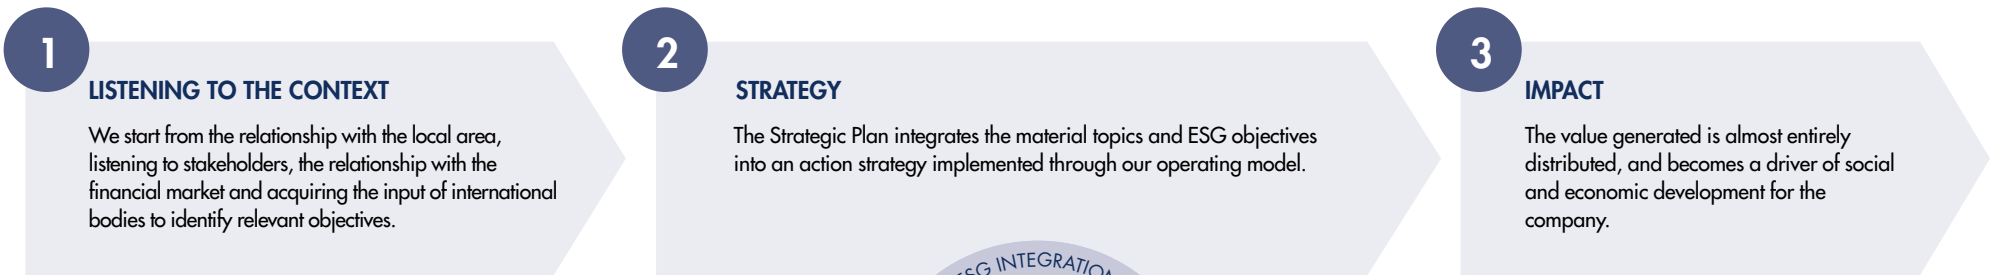 1
LISTENING TO THE CONTEXT
We start from the relationship with the local area,
listening to stakeholders, the relationship with the
financial market and acquiring the input of international
bodies to identify relevant objectives.
2
STRATEGY
The Strategic Plan integrates the material topics and ESG objectives
into an action strategy implemented through our operating model.
ESG INTEGRATION
3
IMPACT
The value generated is almost entirely
distributed, and becomes a driver of social
and economic development for the
company.